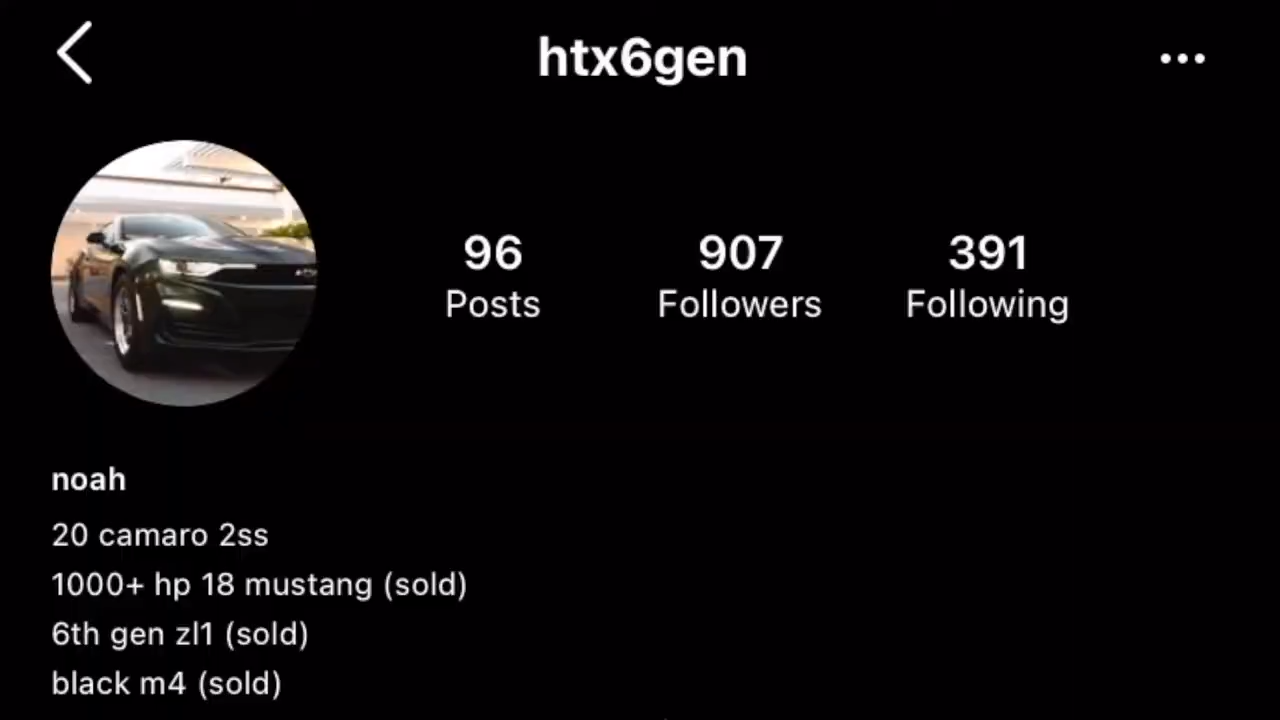 htx6gen
96 907 391
Posts Followers Following
noah
20 camaro 2ss
1000+ hp 18 mustang (sold)
6th gen zl1 (sold)
black m4 (sold)